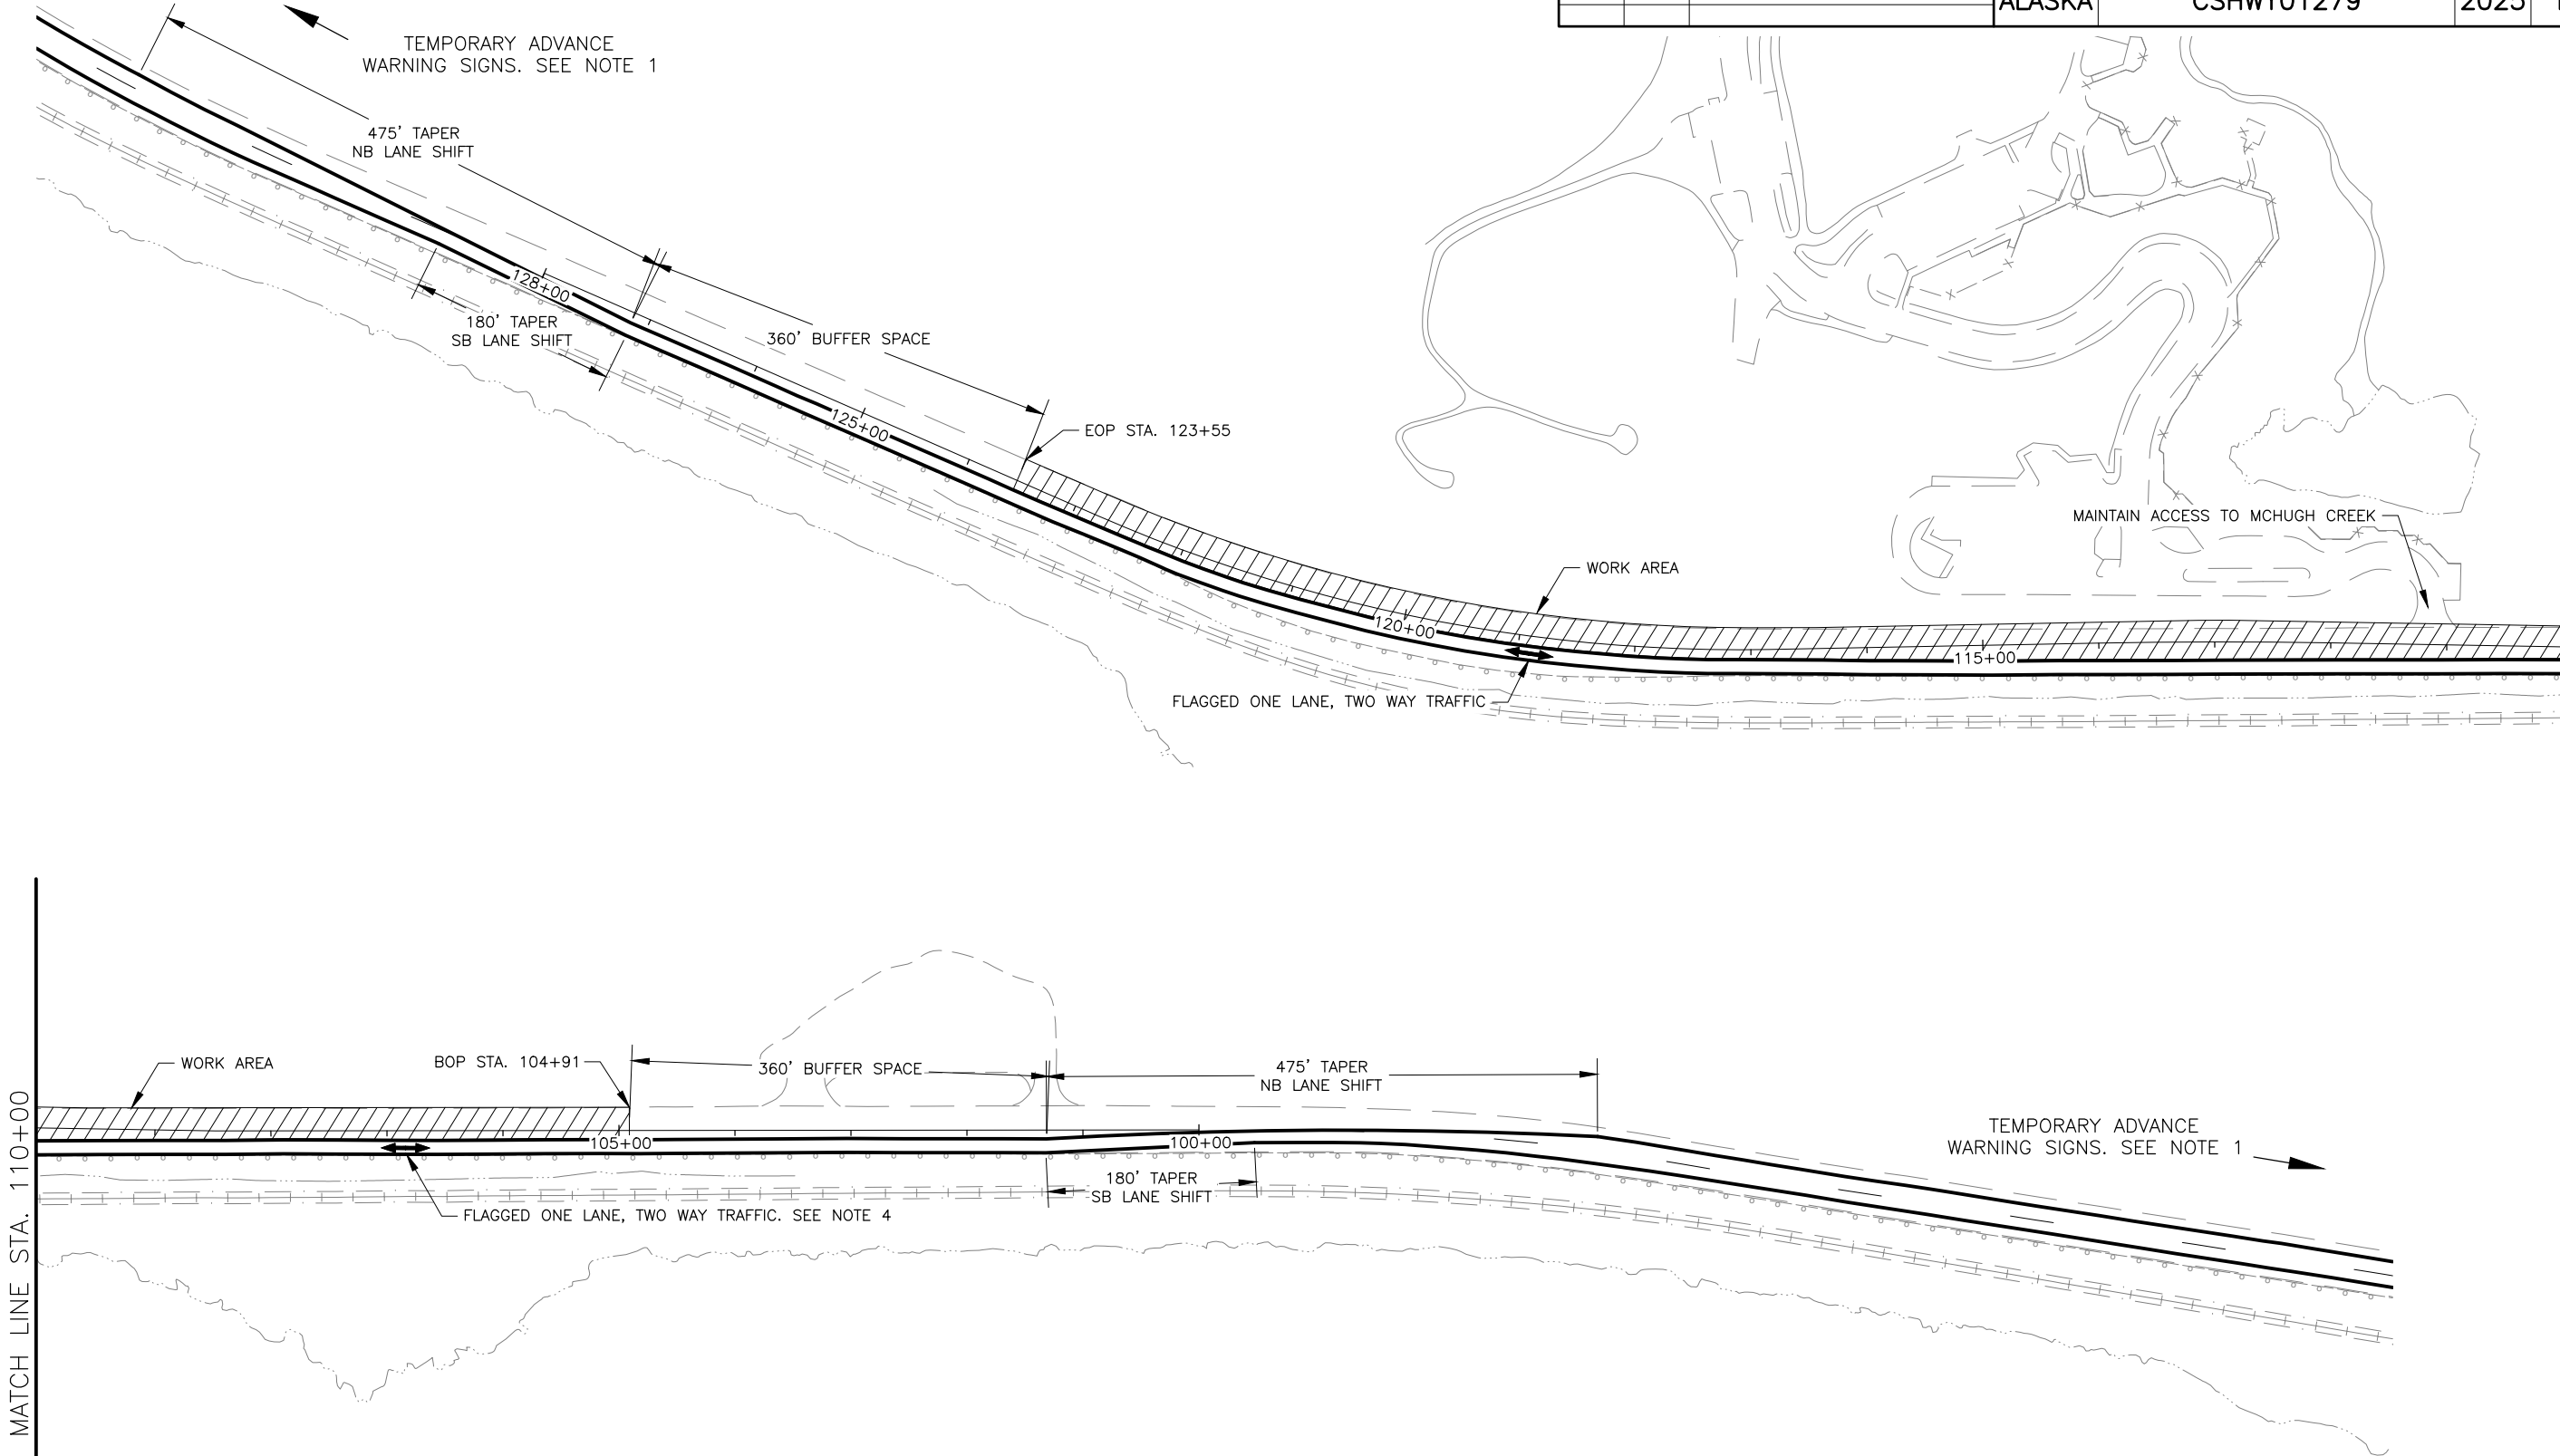 ALASKA CSHWY01279 2025
TEMPORARY ADVANCE
WARNING SIGNS. SEE NOTE 1
475' TAPER
NB LANE SHIFT
128+00
180' TAPER
SB LANE SHIFT
360' BUFFER SPACE
125+00
EOP STA. 123+55
MAINTAIN ACCESS TO MCHUGH CREEK
WORK AREA
120+00
115+00
FLAGGED ONE LANE, TWO WAY TRAFFIC
MATCH LINE STA. 110+00
WORK AREA
BOP STA. 104+91
360' BUFFER SPACE
475' TAPER
NB LANE SHIFT
105+00
100+00
TEMPORARY ADVANCE
WARNING SIGNS. SEE NOTE 1
180' TAPER
SB LANE SHIFT
FLAGGED ONE LANE, TWO WAY TRAFFIC. SEE NOTE 4